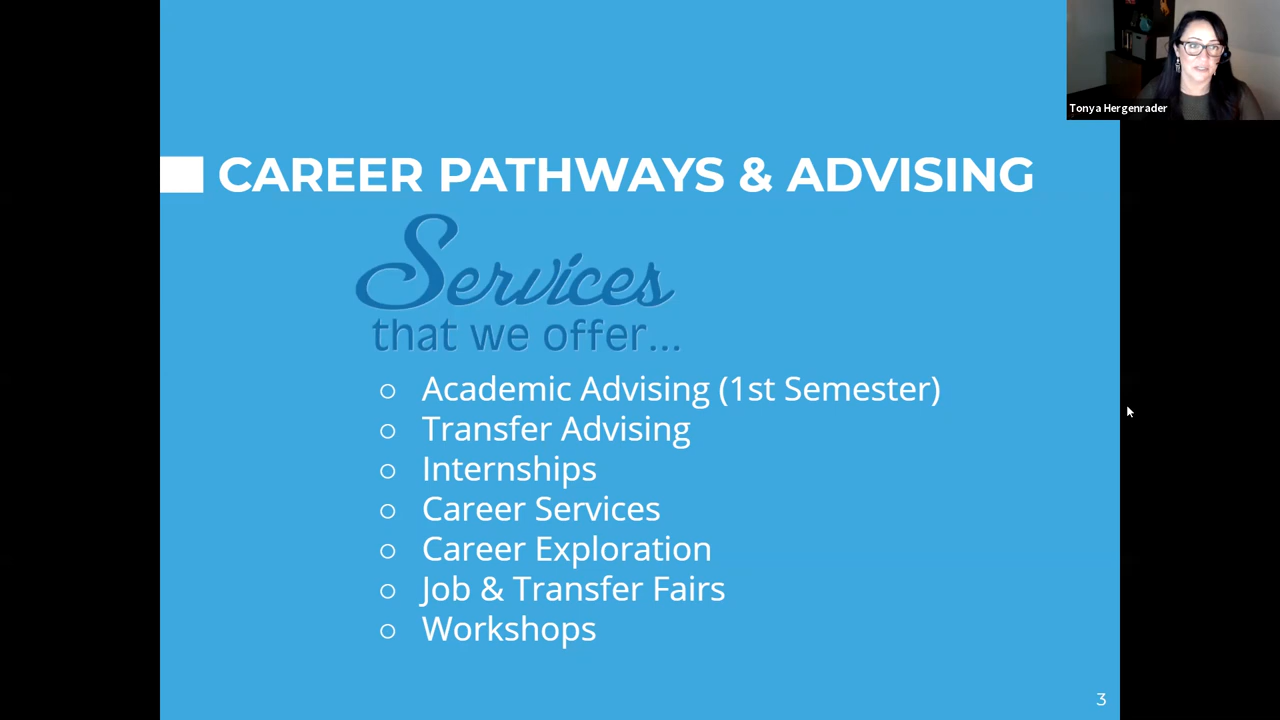 Tonya Hergenrader
CAREER PATHWAYS & ADVISING
Services
that we offer...
○ Academic Advising (1st Semester)
○ Transfer Advising
○ Internships
○ Career Services
○ Career Exploration
○ Job & Transfer Fairs
○ Workshops
3